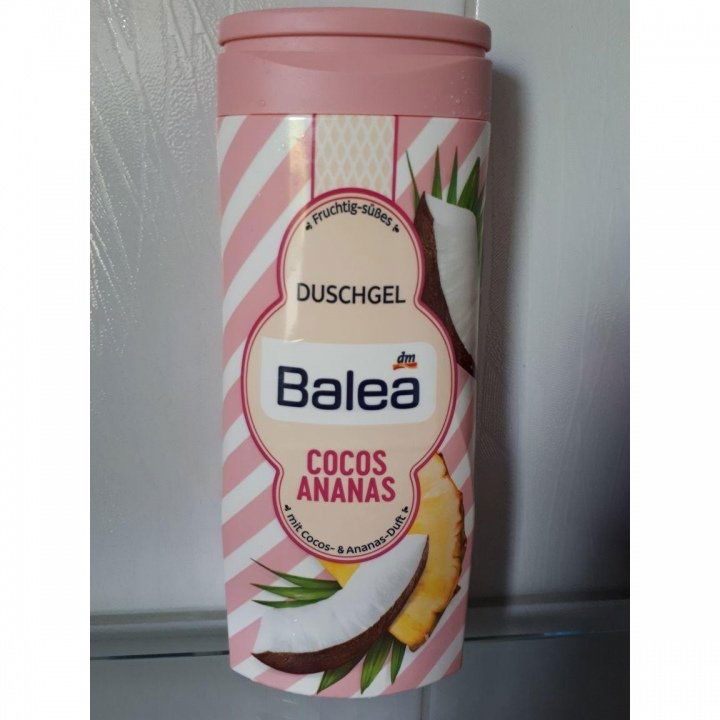 Fruchtig-süßes
DUSCHGEL
dm
Balea
COCOS
ANANAS
mit Cocos- & Ananas-Duft